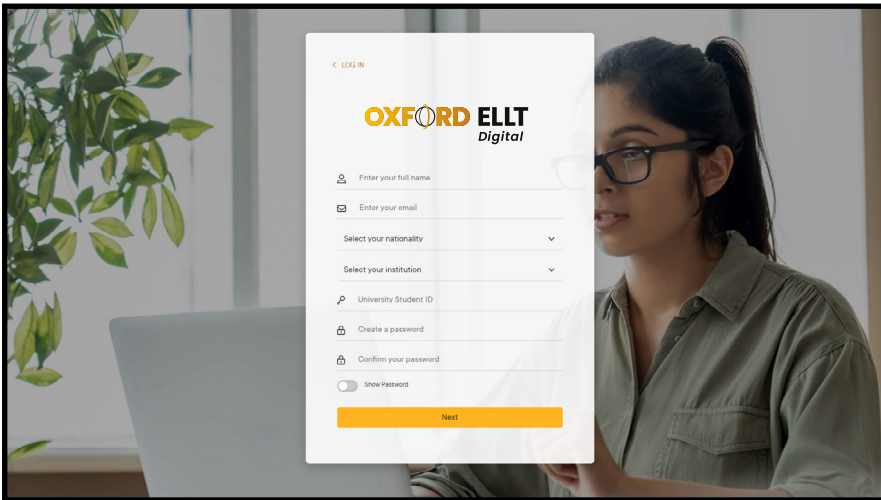 LOG IN
OXFORD ELLT
Digital
Enter your full name
Enter your email
Select your nationality
Select your institution
University Student ID
Create a password
Confirm your password
Show Password
Next